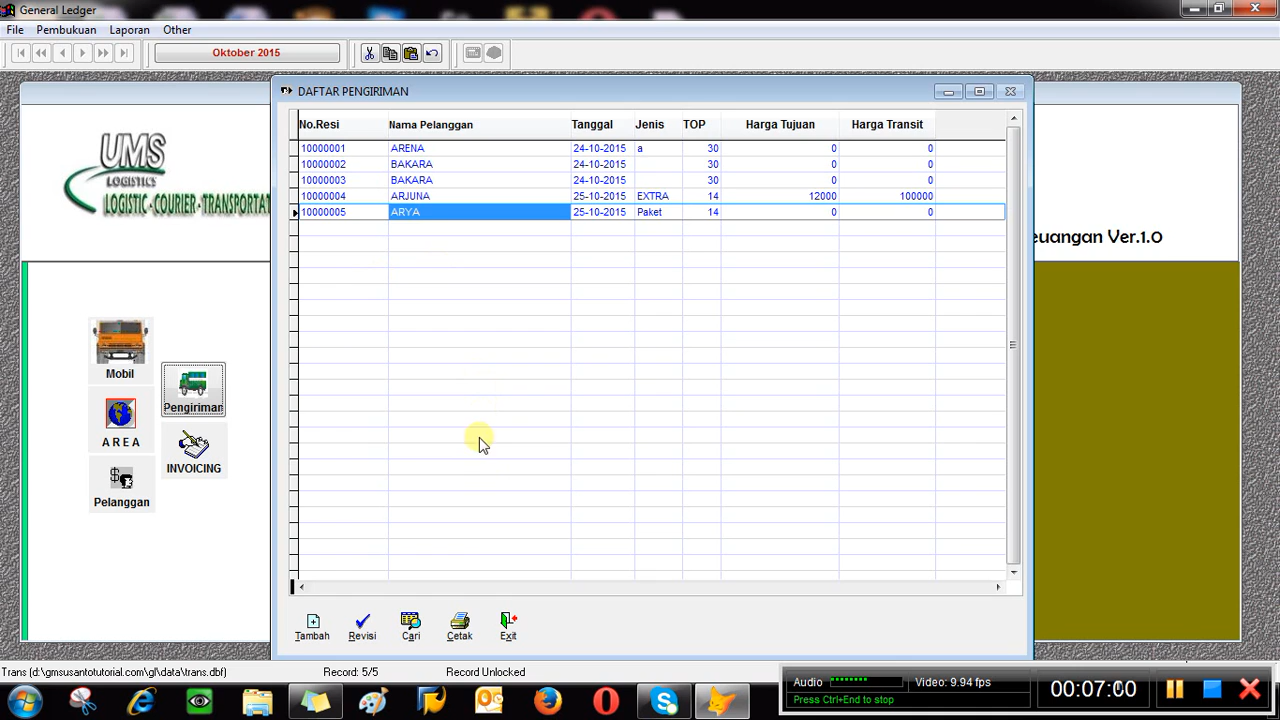 General Ledger
File Pembukuan Laporan Other
Oktober 2015
DAFTAR PENGIRIMAN
No.Resi Nama Pelanggan Tanggal Jenis TOP Harga Tujuan Harga Transit
10000001 ARENA 24-10-2015 a 30 0 0
10000002 BAKARA 24-10-2015 30 0 0
10000003 BAKARA 24-10-2015 30 0 0
10000004 ARJUNA 25-10-2015 EXTRA 14 12000 100000
10000005 ARYA 25-10-2015 Paket 14 0 0
UMS
LOGISTICS
LOGISTIC-COURIER-TRANSPORTAT
euangan Ver.1.0
Mobil
Pengiriman
A R E A
INVOICING
Pelanggan
Tambah Revisi Cari Cetak Exit
Trans (d:\gmsusantotutorial.com\gl\data\trans.dbf) Record: 5/5 Record Unlocked
Audio Video: 9.94 fps
Press Ctrl+End to stop
00:07:00